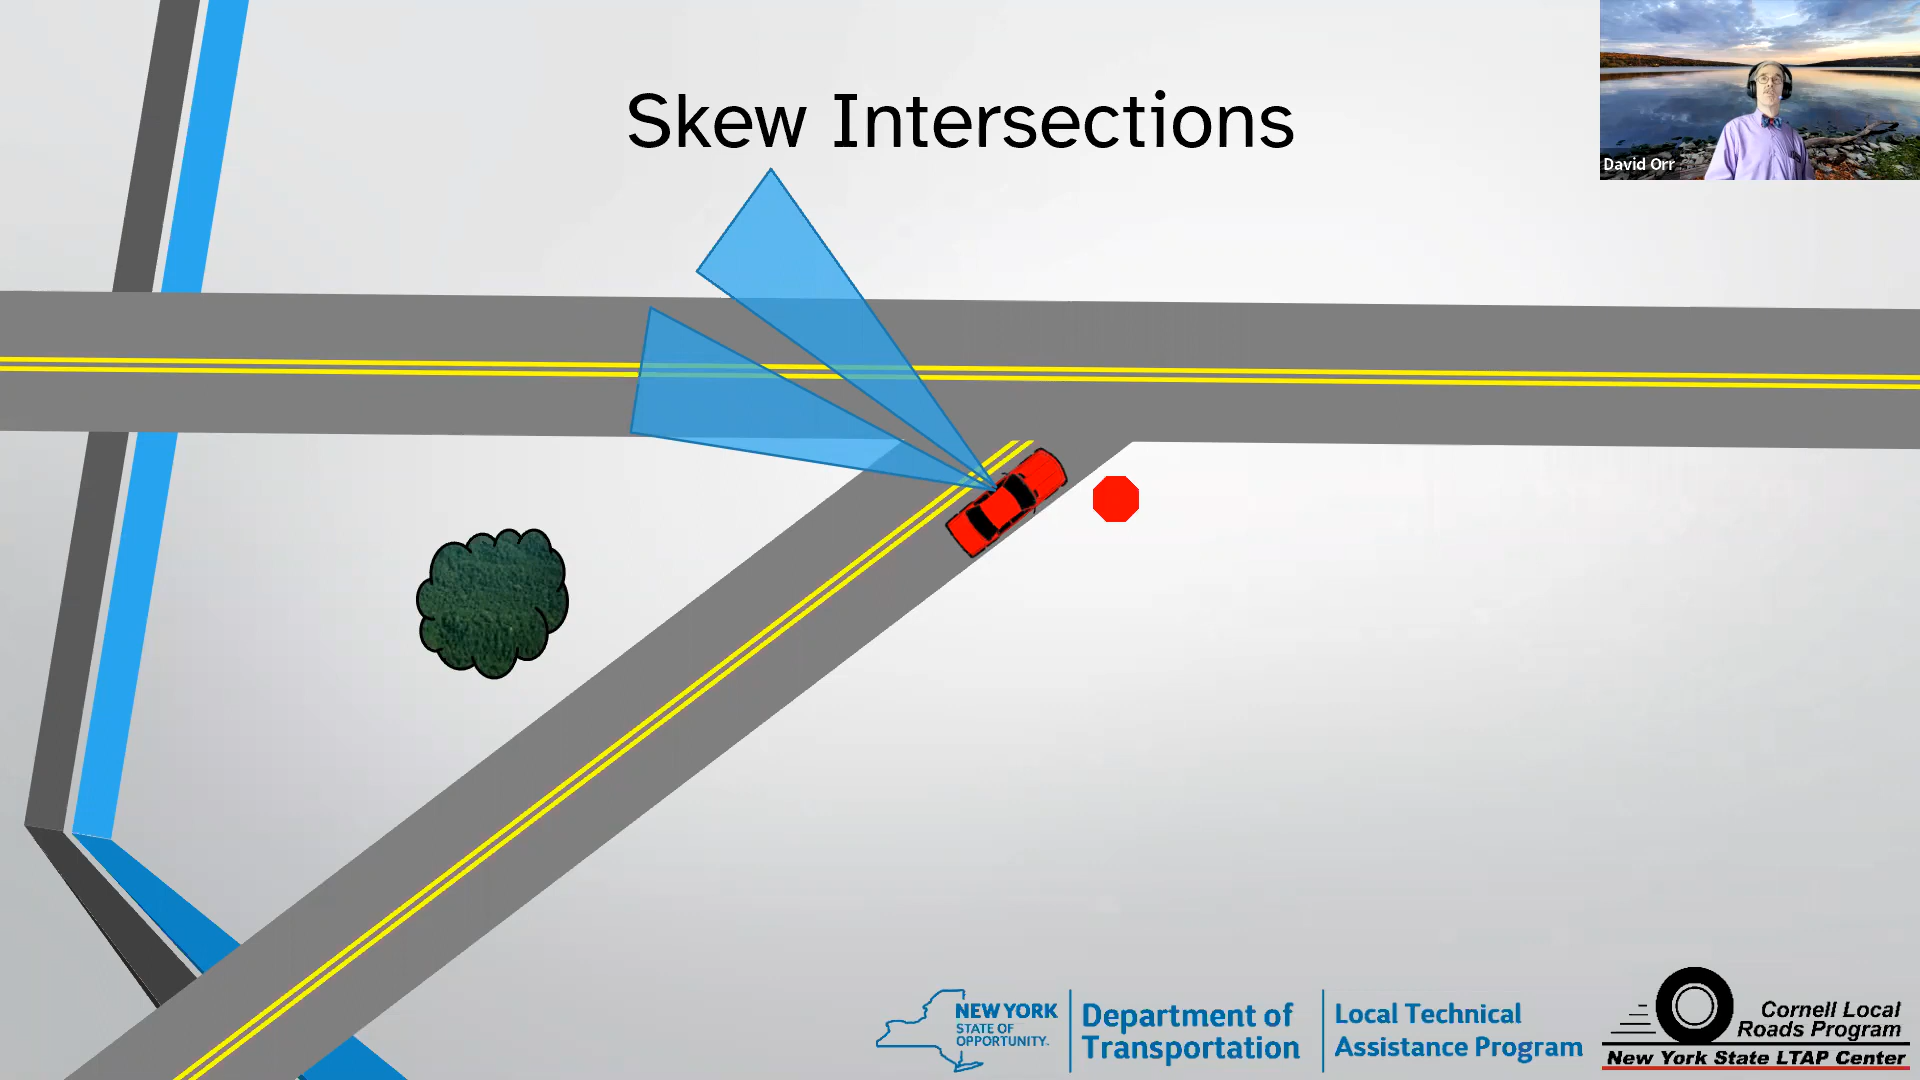 Skew Intersections
David Orr
NEW YORK
STATE OF
OPPORTUNITY.
Department of
Transportation
Local Technical
Assistance Program
Cornell Local
Roads Program
New York State LTAP Center